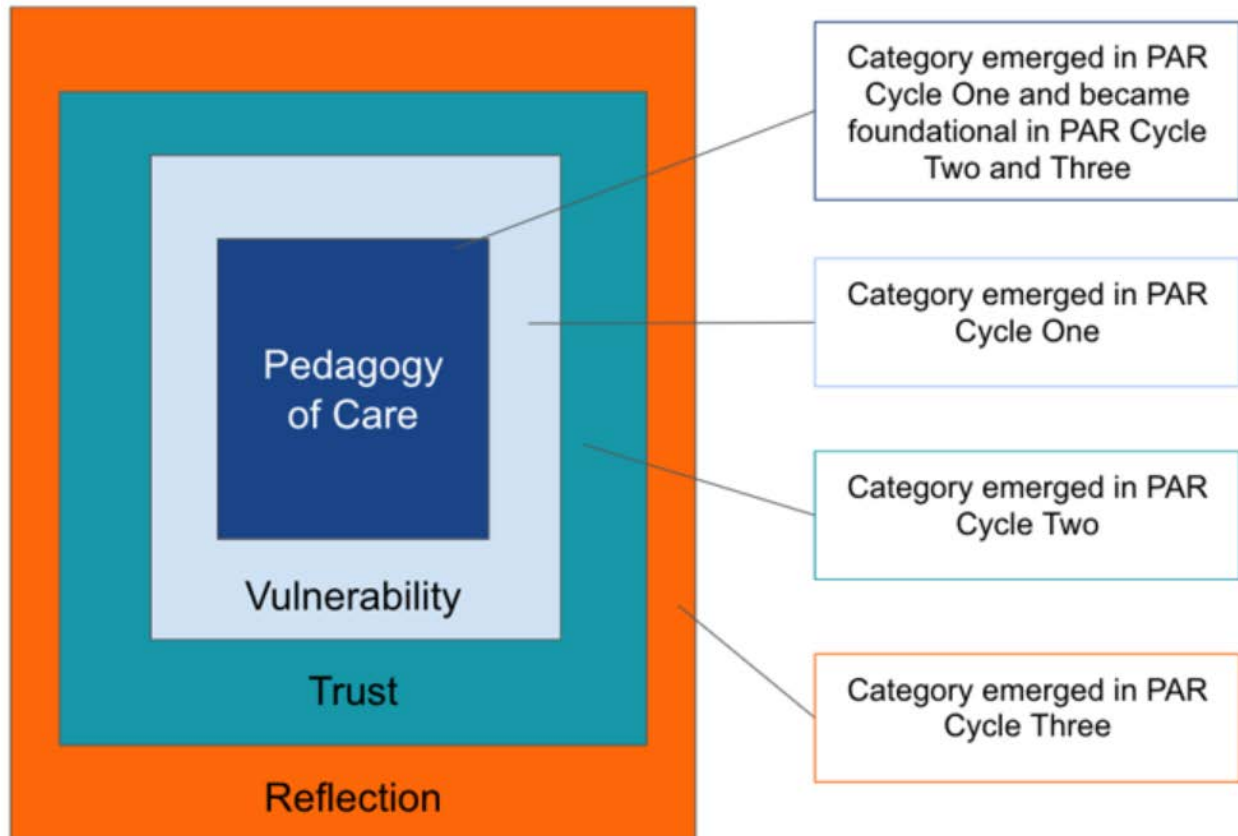 Pedagogy
of Care
Vulnerability
Trust
Reflection
Category emerged in PAR
Cycle One and became
foundational in PAR Cycle
Two and Three
Category emerged in PAR
Cycle One
Category emerged in PAR
Cycle Two
Category emerged in PAR
Cycle Three